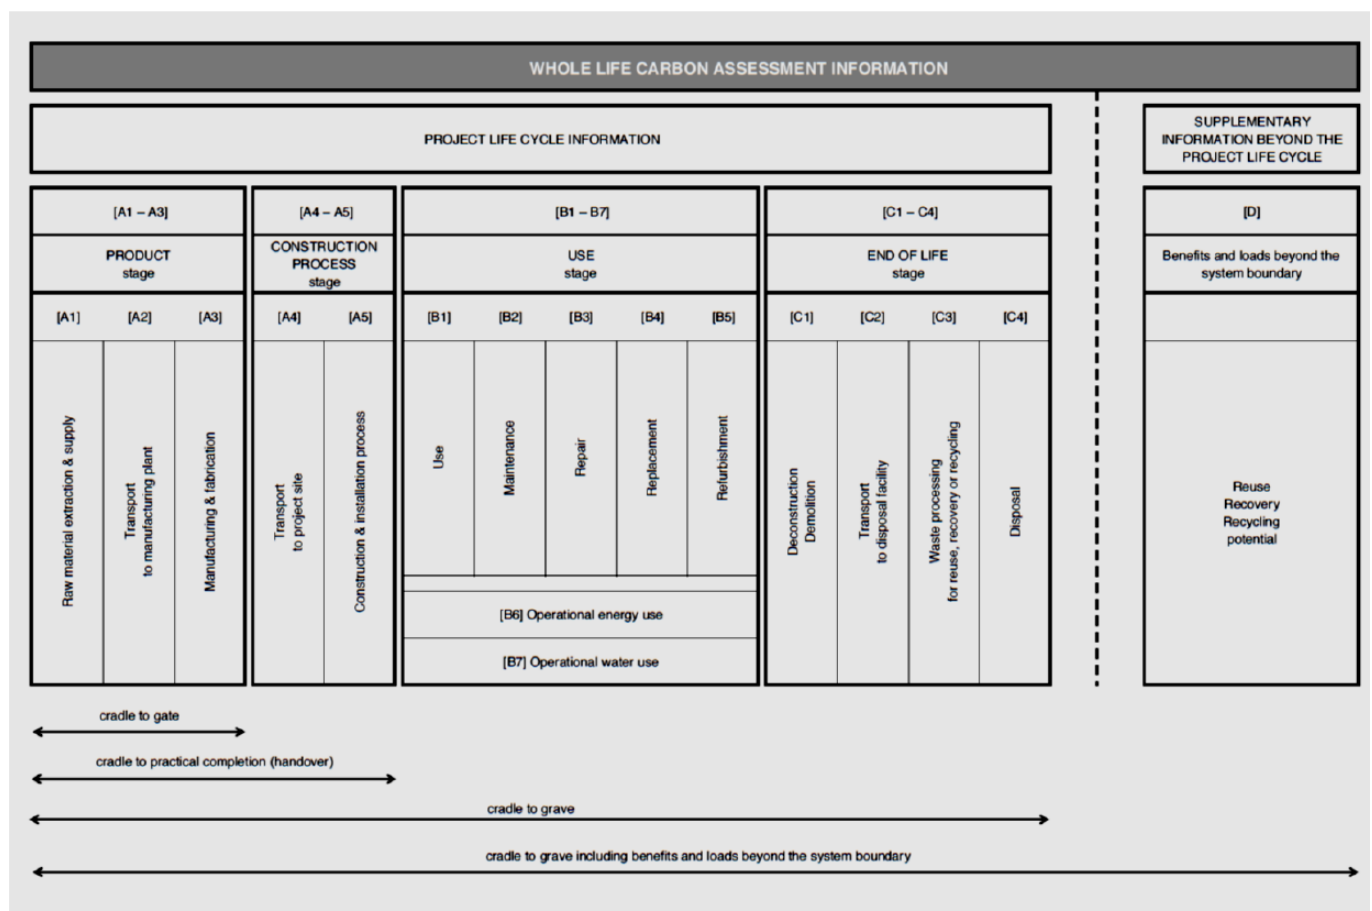 WHOLE LIFE CARBON ASSESSMENT INFORMATION
PROJECT LIFE CYCLE INFORMATION
SUPPLEMENTARY
INFORMATION BEYOND THE
PROJECT LIFE CYCLE
[A1 – A3]
PRODUCT
stage
[A4 – A5]
CONSTRUCTION
PROCESS
stage
[B1 – B7]
USE
stage
[C1 – C4]
END OF LIFE
stage
[D]
Benefits and loads beyond the
system boundary
[A1]
[A2]
[A3]
[A4]
[A5]
[B1]
[B2]
[B3]
[B4]
[B5]
[C1]
[C2]
[C3]
[C4]
Raw material extraction & supply
Transport
to manufacturing plant
Manufacturing & fabrication
Transport
to project site
Construction & installation process
Use
Maintenance
Repair
Replacement
Refurbishment
[B6] Operational energy use
[B7] Operational water use
Deconstruction
Demolition
Transport
to disposal facility
Waste processing
for reuse, recovery or recycling
Disposal
Reuse
Recovery
Recycling
potential
cradle to gate
cradle to practical completion (handover)
cradle to grave
cradle to grave including benefits and loads beyond the system boundary